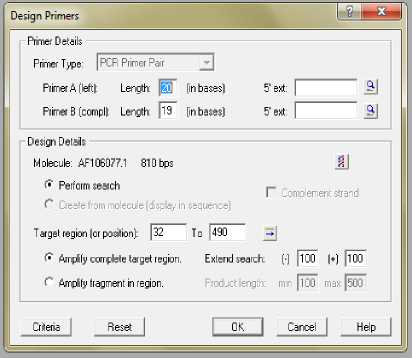 Design Primers
Primer Details
Primer Type: PCR Primer Pair
Primer A (left): Length: 20 (in bases) 5' ext:
Primer B (compl): Length: 19 (in bases) 5' ext:
Design Details
Molecule: AF106077.1 810 bps
Perform search
Complement strand
Create from molecule (display in sequence)
Target region (or position): 32 To 490
Amplify complete target region. Extend search: (-) 100 (+) 100
Amplify fragment in region. Product length: min 100 max 500
Criteria Reset OK Cancel Help